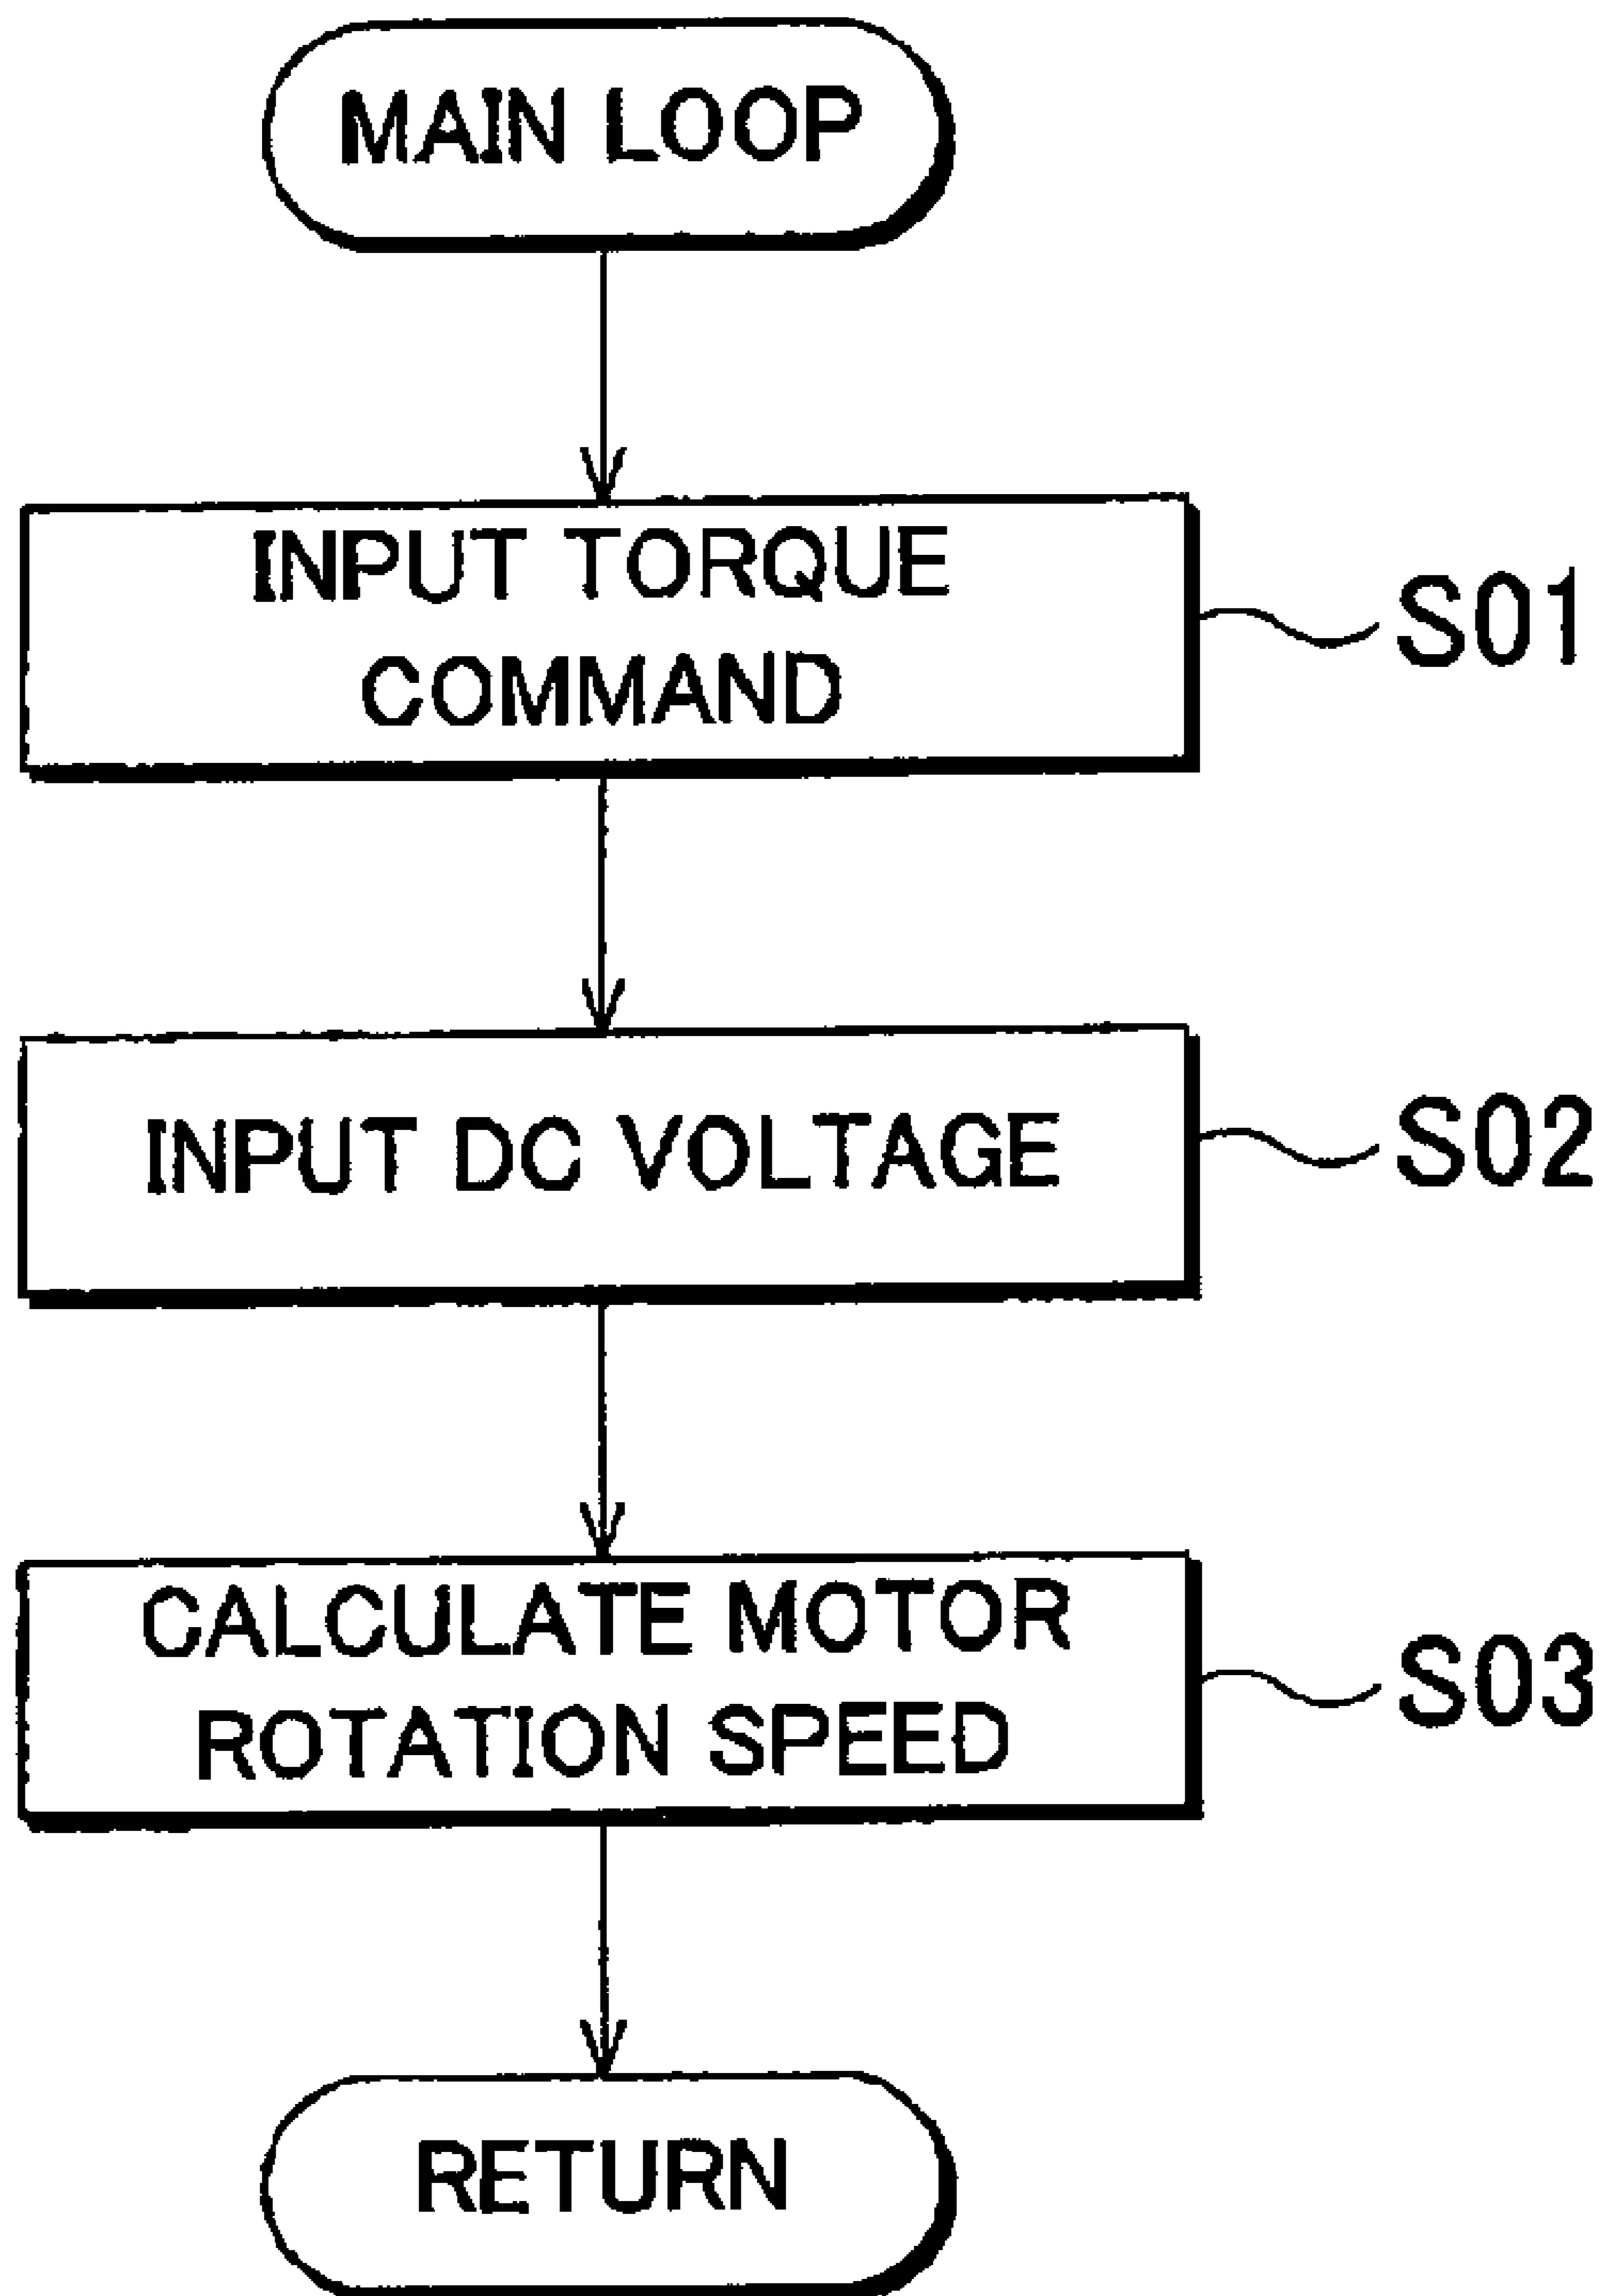 MAIN LOOP
INPUT TORQUE
COMMAND
S01
INPUT DC VOLTAGE
S02
CALCULATE MOTOR
ROTATION SPEED
S03
RETURN